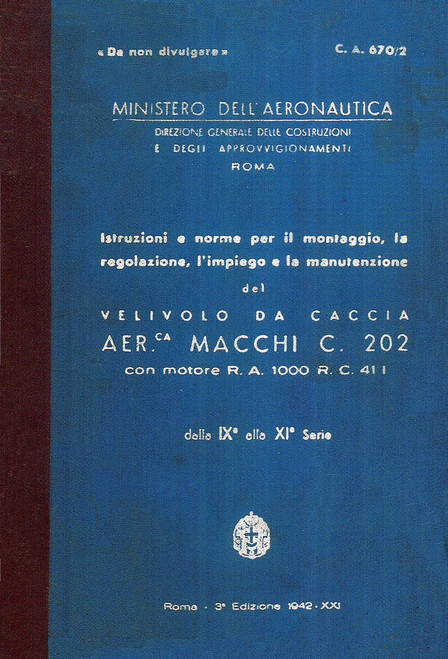 « Da non divulgare »
C. A. 670/2
MINISTERO DELL'AERONAUTICA
DIREZIONE GENERALE DELLE COSTRUZIONI
E DEGLI APPROVVIGIONAMENTI
ROMA
Istruzioni e norme per il montaggio, la
regolazione, l'impiego e la manutenzione
del
VELIVOLO DA CACCIA
AER.CA MACCHI C. 202
con motore R. A. 1000 R. C. 41 I
dalla IXª alla XIª Serie
Roma - 3ª Edizione 1942-XXI